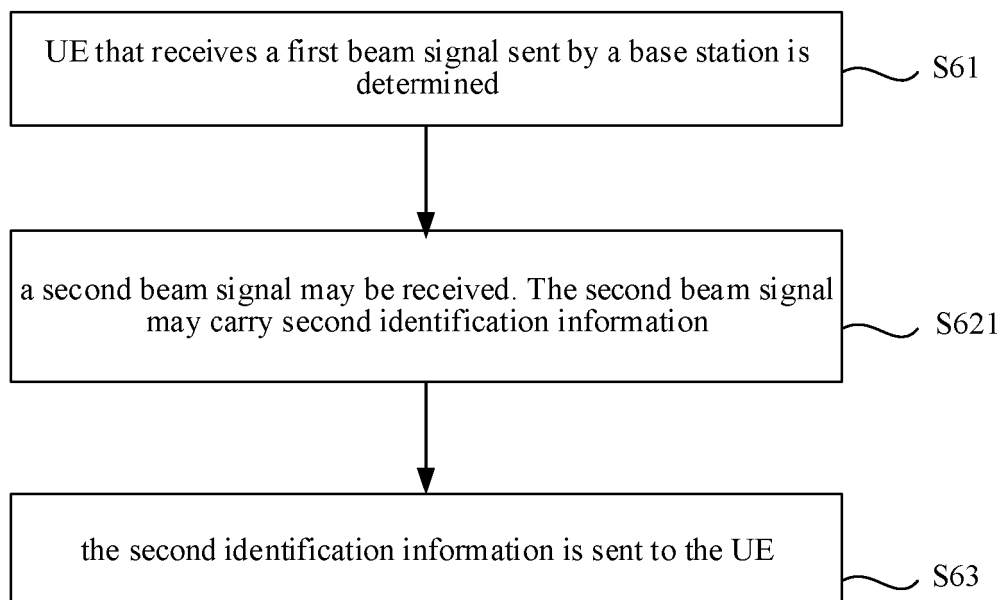 UE that receives a first beam signal sent by a base station is
determined
S61
a second beam signal may be received. The second beam signal
may carry second identification information
S621
the second identification information is sent to the UE
S63